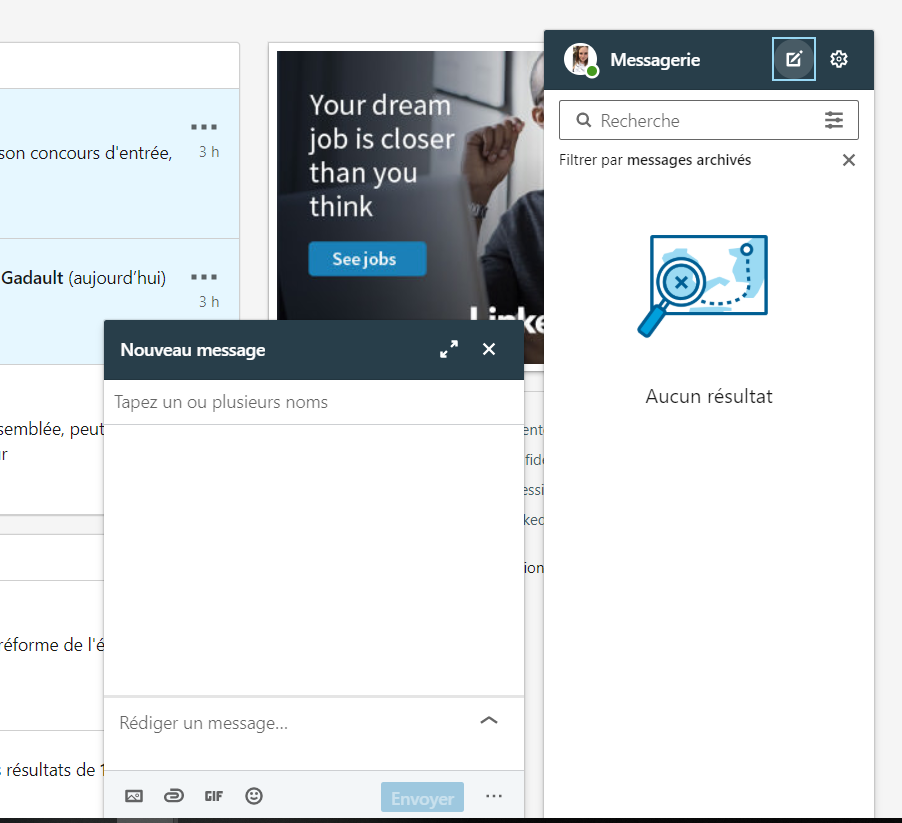 son concours d'entrée,
3 h
Gadault (aujourd'hui)
3 h
semblée, peut
r
réforme de l'é
résultats de 1
Your dream
job is closer
than you
think
See jobs
Linke
Nouveau message
Tapez un ou plusieurs noms
Rédiger un message...
GIF
Envoyer
ent
fide
essi
ked
ion
Messagerie
Recherche
Filtrer par messages archivés
Aucun résultat